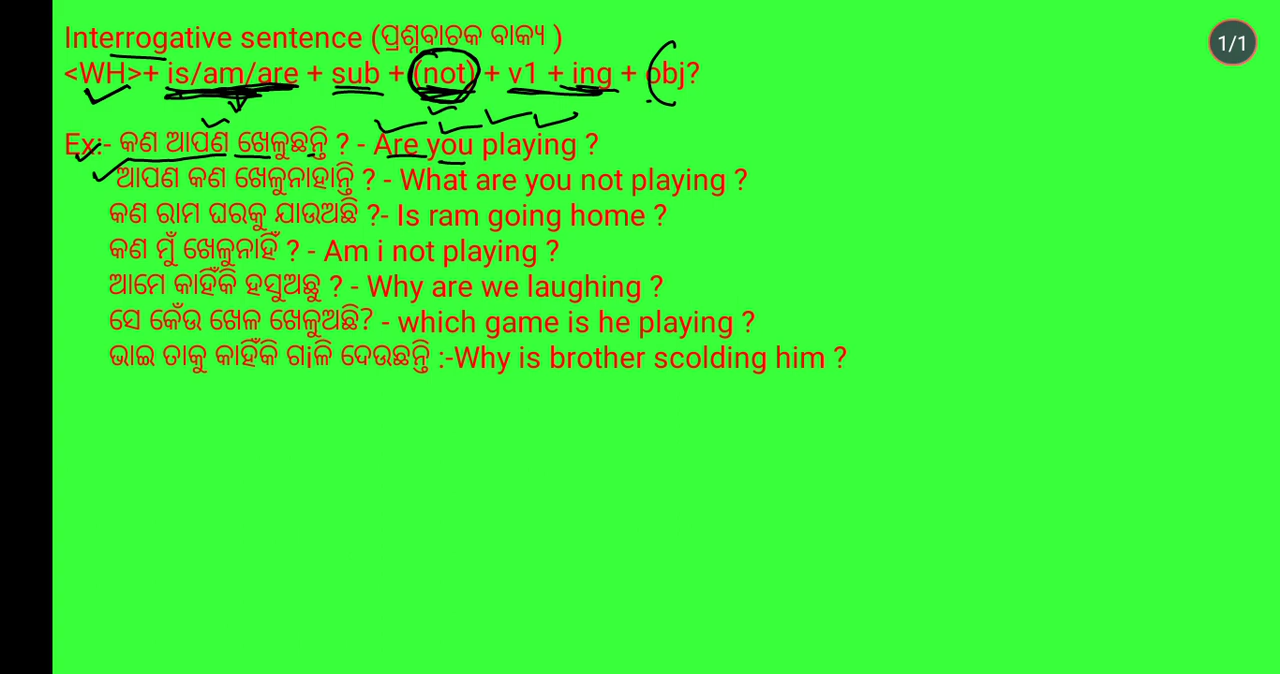 Interrogative sentence (ପ୍ରଶ୍ନବାଚକ ବାକ୍ୟ )
1/1
<WH>+ is/am/are + sub + (not) + v1 + ing + obj?
Ex:- କଣ ଆପଣ ଖେଳୁଛନ୍ତି ? - Are you playing ?
ଆପଣ କଣ ଖେଳୁନାହାନ୍ତି ? - What are you not playing ?
କଣ ରାମ ଘରକୁ ଯାଉଅଛି ?- Is ram going home ?
କଣ ମୁଁ ଖେଳୁନାହିଁ ? - Am i not playing ?
ଆମେ କାହିଁକି ହସୁଅଛୁ ? - Why are we laughing ?
ସେ କେଁଉ ଖେଳ ଖେଳୁଅଛି? - which game is he playing ?
ଭାଇ ତାକୁ କାହିଁକି ଗାଳି ଦେଉଛନ୍ତି :-Why is brother scolding him ?